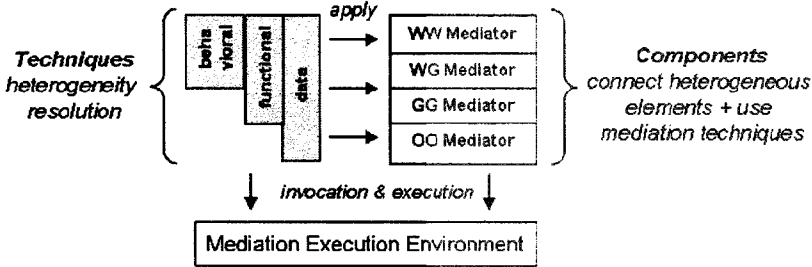 apply
Techniques
heterogeneity
resolution
beha
vioral
functional
data
WW Mediator
WG Mediator
GG Mediator
OO Mediator
Components
connect heterogeneous
elements + use
mediation techniques
invocation & execution
Mediation Execution Environment